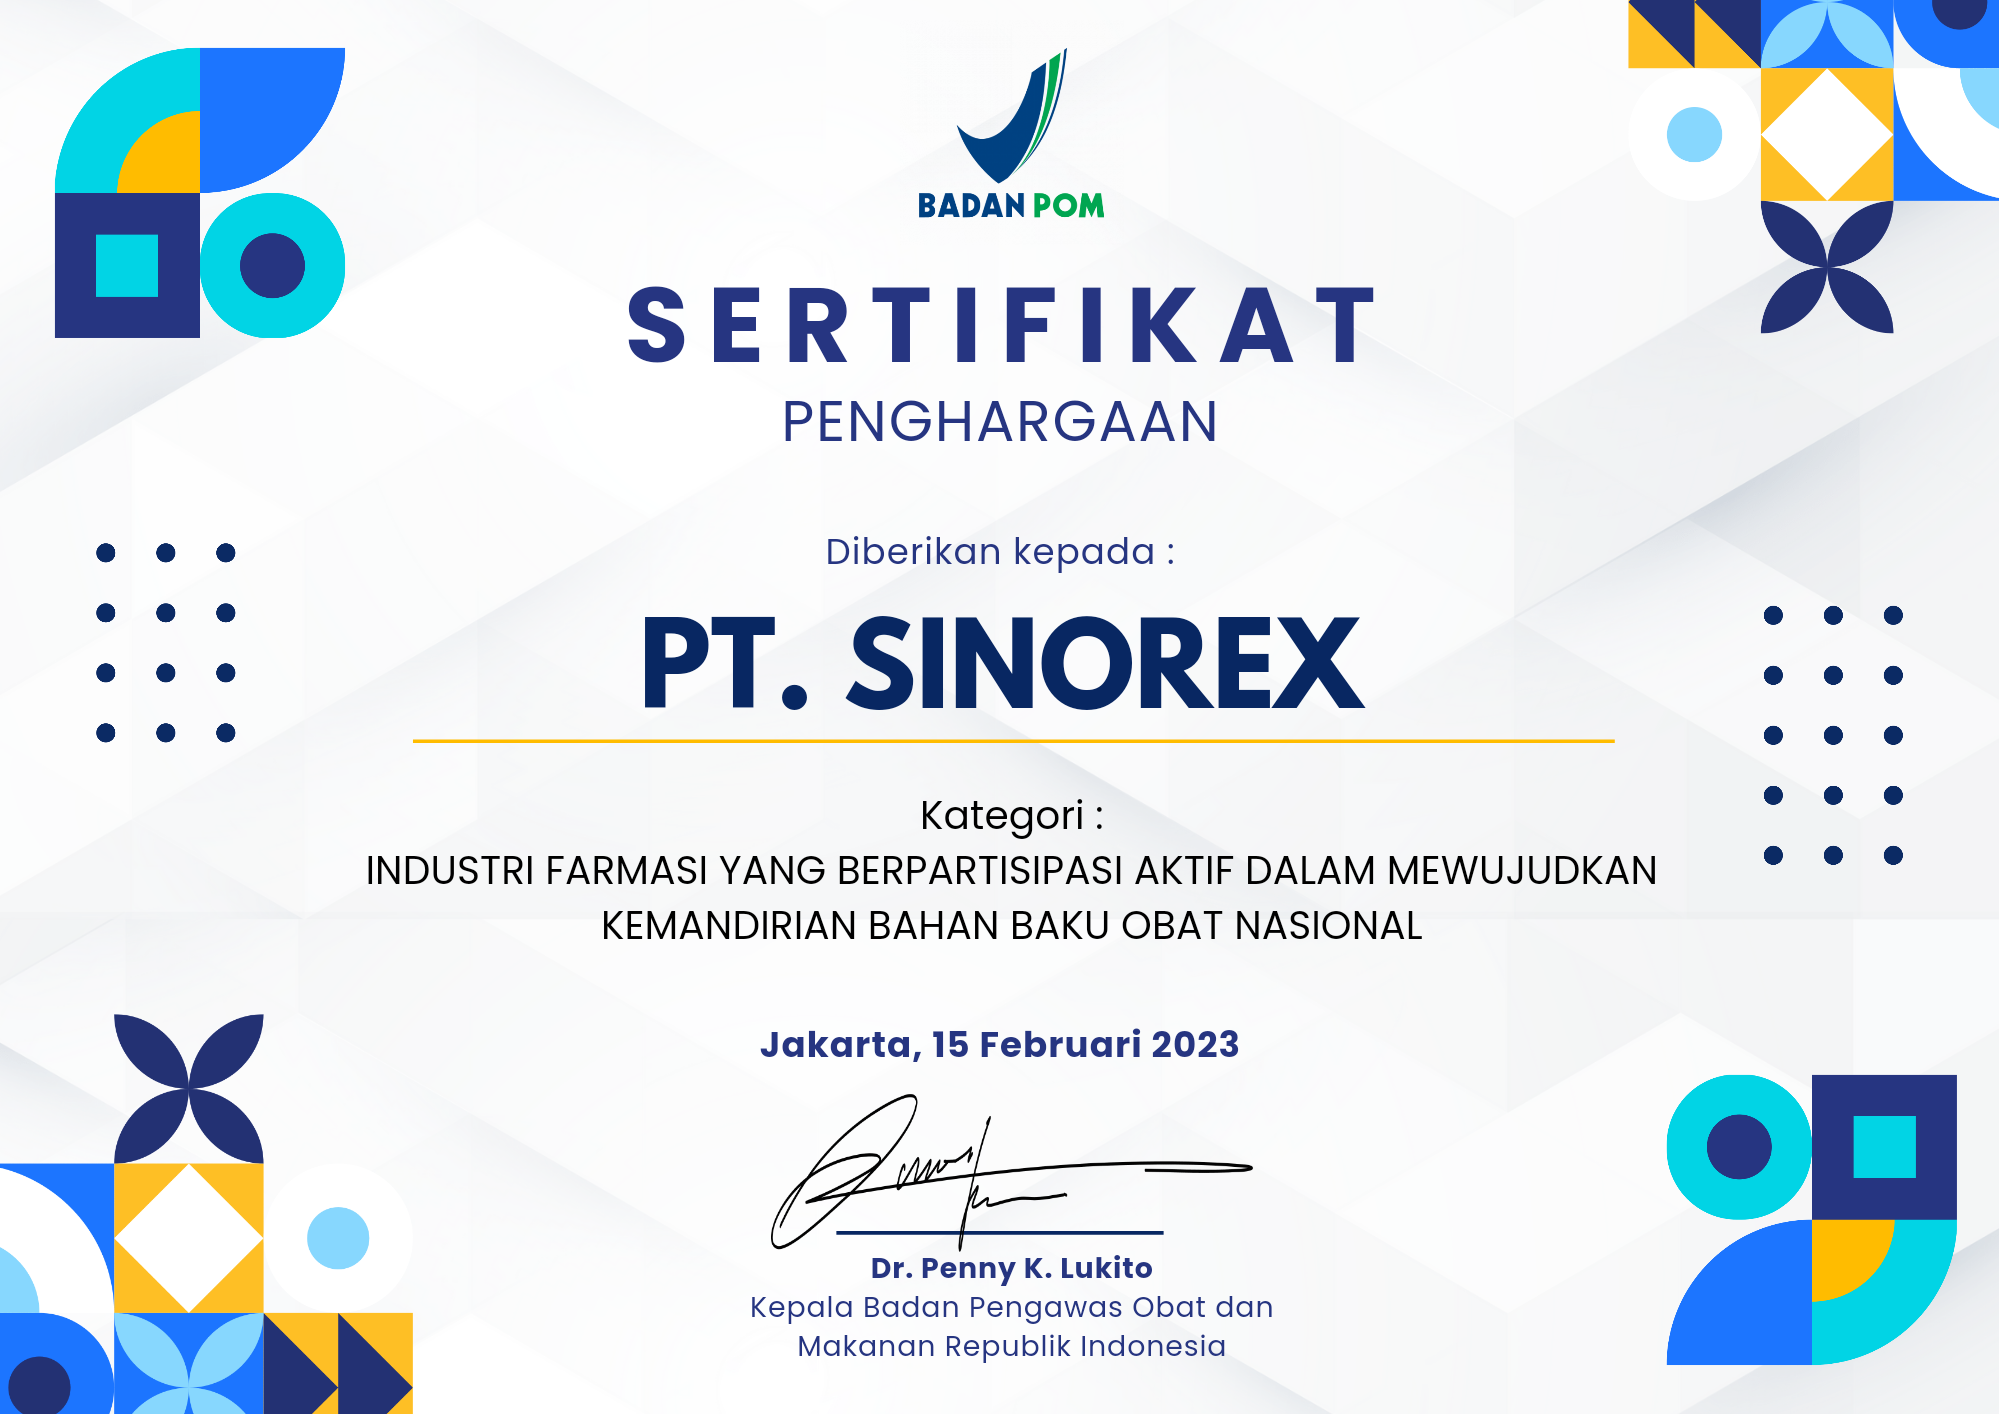 BADAN POM
SERTIFIKAT
PENGHARGAAN
Diberikan kepada :
PT. SINOREX
Kategori :
INDUSTRI FARMASI YANG BERPARTISIPASI AKTIF DALAM MEWUJUDKAN
KEMANDIRIAN BAHAN BAKU OBAT NASIONAL
Jakarta, 15 Februari 2023
Dr. Penny K. Lukito
Kepala Badan Pengawas Obat dan
Makanan Republik Indonesia